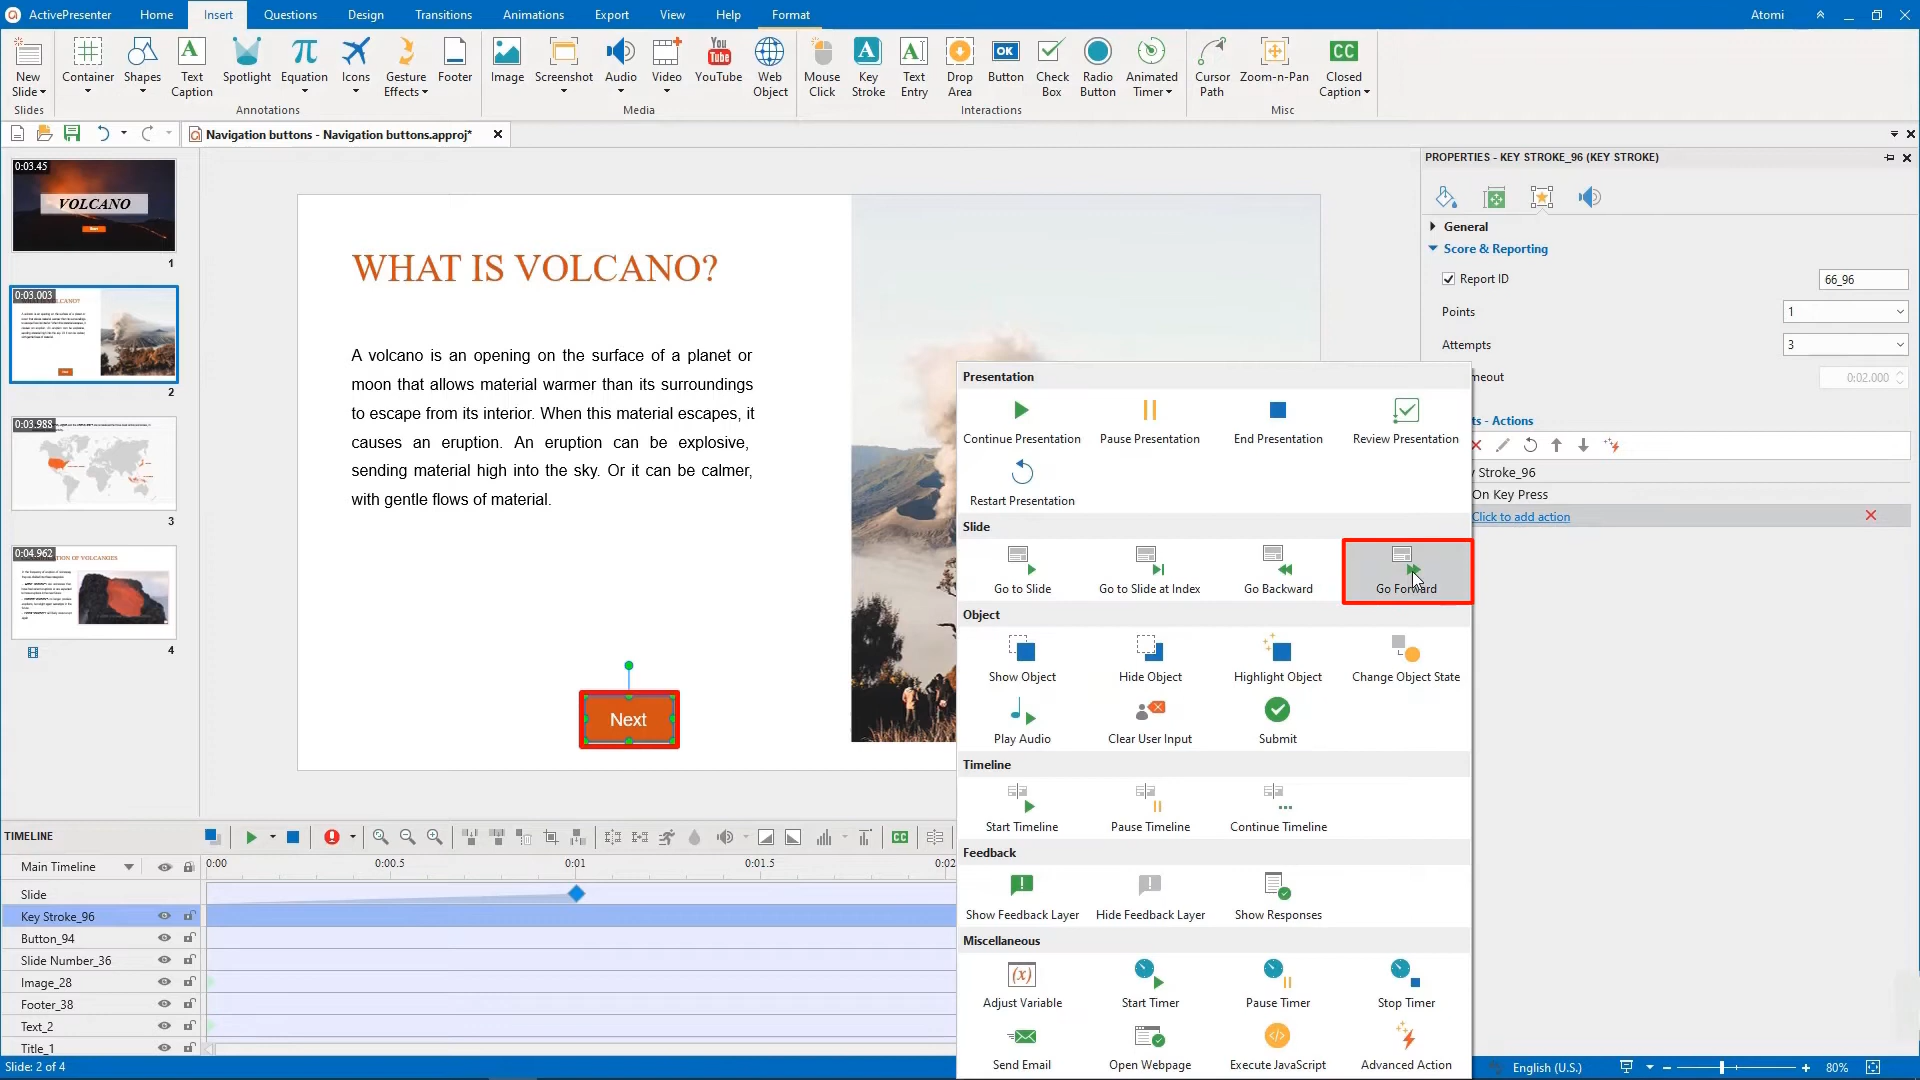 ActivePresenter
Home
Insert
Questions
Design
Transitions
Animations
Export
View
Help
Format
Atomi
New Slide
Container
Shapes
Text Caption
Spotlight
Equation
Icons
Gesture Effects
Footer
Image
Screenshot
Audio
Video
YouTube
Web Object
Mouse Click
Key Stroke
Text Entry
Drop Area
Button
Check Box
Radio Button
Animated Timer
Cursor Path
Zoom-n-Pan
Closed Caption
Slides
Annotations
Media
Interactions
Misc
Navigation buttons - Navigation buttons.approj*
0:03.45
VOLCANO
1
0:03.003
2
0:03.988
3
0:04.962
4
WHAT IS VOLCANO?
A volcano is an opening on the surface of a planet or
moon that allows material warmer than its surroundings
to escape from its interior. When this material escapes, it
causes an eruption. An eruption can be explosive,
sending material high into the sky. Or it can be calmer,
with gentle flows of material.
Next
PROPERTIES - KEY STROKE_96 (KEY STROKE)
General
Score & Reporting
Report ID
66_96
Points
1
Attempts
3
meout
0:02.000
ts - Actions
y Stroke_96
On Key Press
Click to add action
Presentation
Continue Presentation
Pause Presentation
End Presentation
Review Presentation
Restart Presentation
Slide
Go to Slide
Go to Slide at Index
Go Backward
Go Forward
Object
Show Object
Hide Object
Highlight Object
Change Object State
Play Audio
Clear User Input
Submit
Timeline
Start Timeline
Pause Timeline
Continue Timeline
Feedback
Show Feedback Layer
Hide Feedback Layer
Show Responses
Miscellaneous
Adjust Variable
Start Timer
Pause Timer
Stop Timer
Send Email
Open Webpage
Execute JavaScript
Advanced Action
TIMELINE
Main Timeline
0:00
0:00.5
0:01
0:01.5
0:02
Slide
Key Stroke_96
Button_94
Slide Number_36
Image_28
Footer_38
Text_2
Title_1
Slide: 2 of 4
English (U.S.)
80%